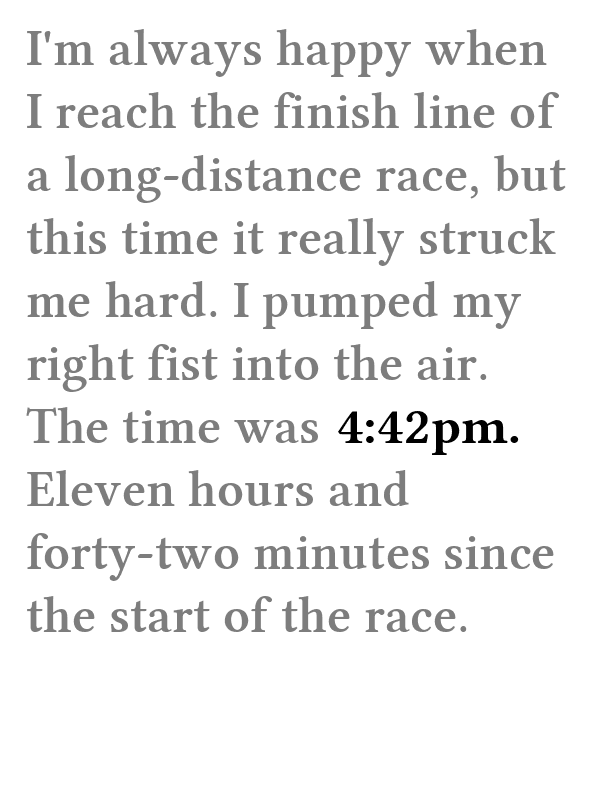 I'm always happy when
I reach the finish line of
a long-distance race, but
this time it really struck
me hard. I pumped my
right fist into the air.
The time was 4:42pm.
Eleven hours and
forty-two minutes since
the start of the race.